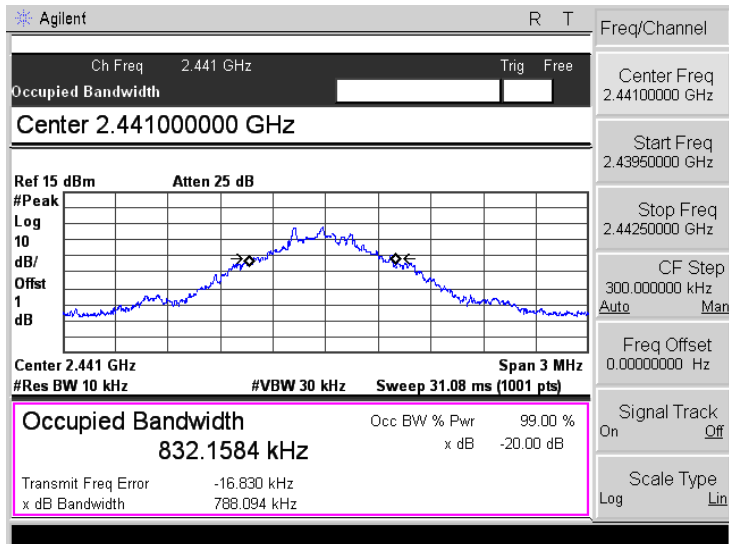 Agilent R T
Ch Freq 2.441 GHz Trig Free
Occupied Bandwidth
Center 2.441000000 GHz
Ref 15 dBm Atten 25 dB
#Peak
Log
10
dB/
Offst
1
dB
Center 2.441 GHz Span 3 MHz
#Res BW 10 kHz #VBW 30 kHz Sweep 31.08 ms (1001 pts)
Occupied Bandwidth Occ BW % Pwr 99.00 %
832.1584 kHz x dB -20.00 dB
Transmit Freq Error -16.830 kHz
x dB Bandwidth 788.094 kHz
Freq/Channel
Center Freq
2.44100000 GHz
Start Freq
2.43950000 GHz
Stop Freq
2.44250000 GHz
CF Step
300.000000 kHz
Auto Man
Freq Offset
0.00000000 Hz
Signal Track
On Off
Scale Type
Log Lin